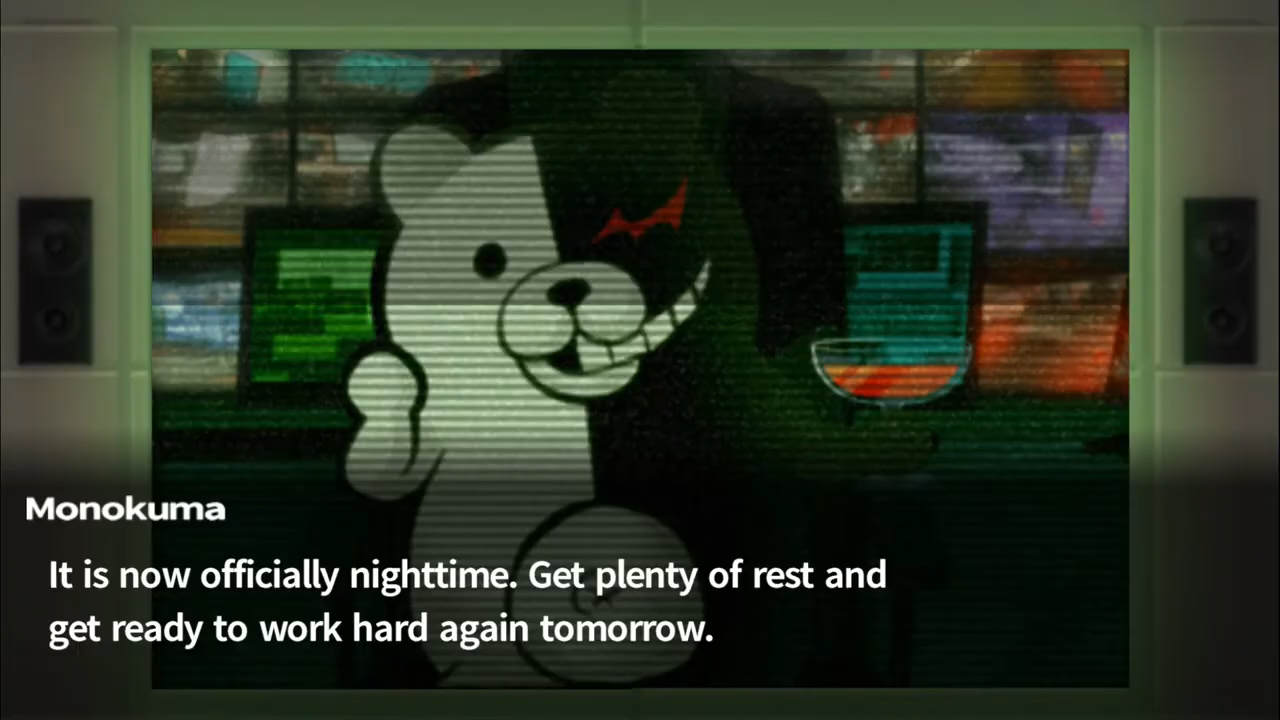 Monokuma
It is now officially nighttime. Get plenty of rest and
get ready to work hard again tomorrow.